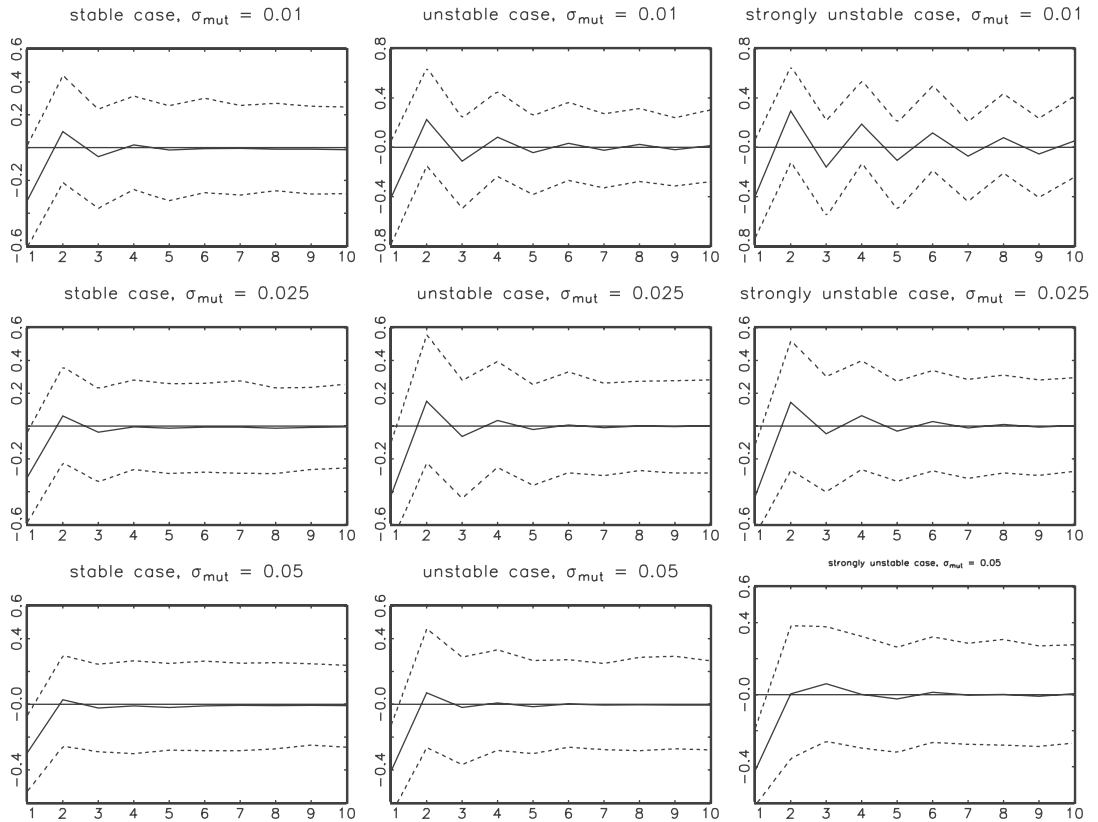 stable case, σmut = 0.01
unstable case, σmut = 0.01
strongly unstable case, σmut = 0.01
0.6
0.4
0.2
-0.2
-0.6
1 2 3 4 5 6 7 8 9 10
0.8
0.4
-0.0
-0.4
-0.8
1 2 3 4 5 6 7 8 9 10
0.8
0.4
-0.0
-0.4
-0.8
1 2 3 4 5 6 7 8 9 10
stable case, σmut = 0.025
unstable case, σmut = 0.025
strongly unstable case, σmut = 0.025
0.6
0.4
0.2
-0.2
-0.6
1 2 3 4 5 6 7 8 9 10
0.6
0.2
-0.2
-0.6
1 2 3 4 5 6 7 8 9 10
0.6
0.2
-0.2
-0.6
1 2 3 4 5 6 7 8 9 10
stable case, σmut = 0.05
unstable case, σmut = 0.05
strongly unstable case, σmut = 0.05
0.6
0.4
-0.0
-0.4
1 2 3 4 5 6 7 8 9 10
0.6
0.4
-0.0
-0.4
1 2 3 4 5 6 7 8 9 10
0.6
0.4
-0.0
-0.4
1 2 3 4 5 6 7 8 9 10